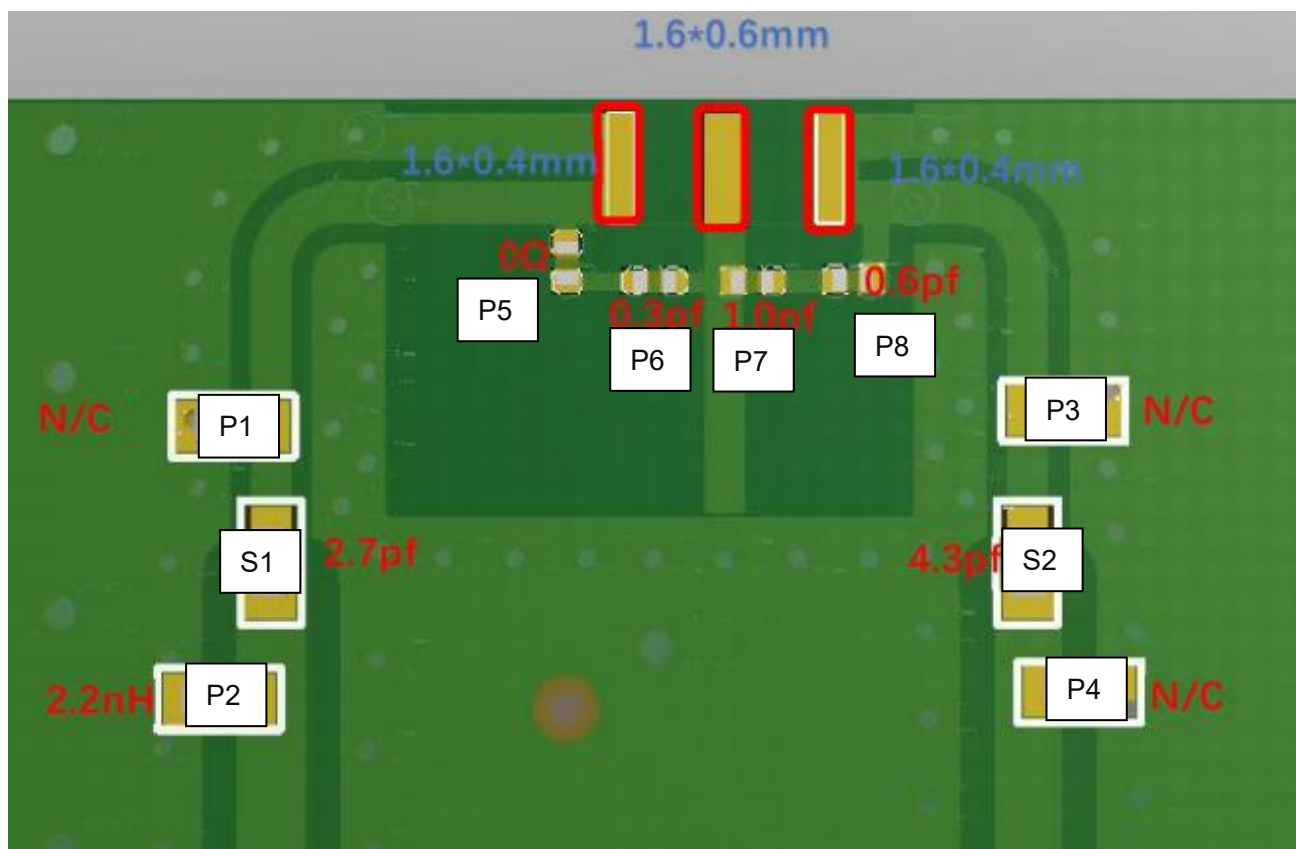 1.6*0.6mm
1.6*0.4mm
1.6*0.4mm
0Ω
0.6pf
P5
0.3pf
1.0pf
P6
P7
P8
N/C
P1
P3
N/C
S1
2.7pf
4.3pf
S2
2.2nH
P2
P4
N/C